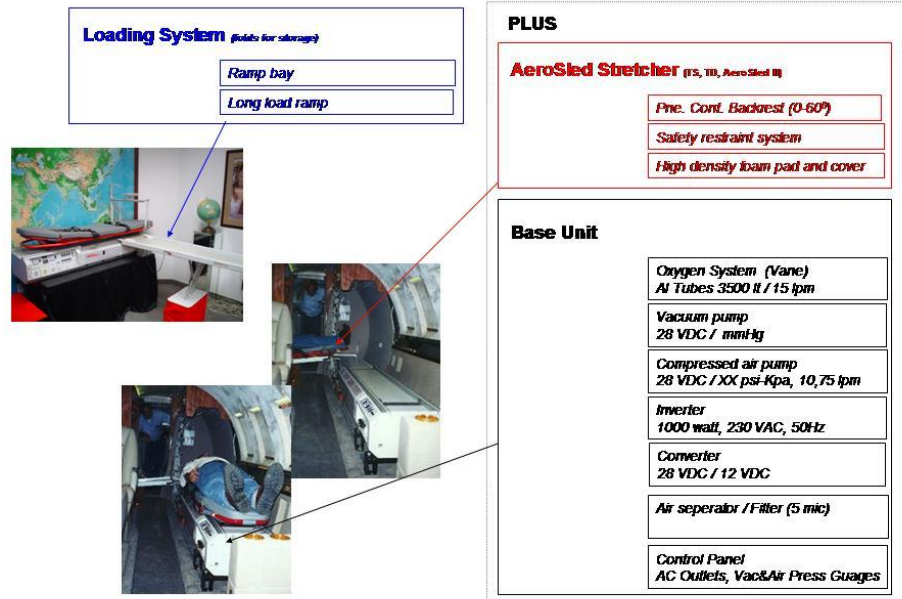 Loading System (folds for storage)
Ramp bay
Long load ramp
PLUS
AeroSled Stretcher (TS, TD, AeroSled II)
Pne. Cont. Backrest (0-60º)
Safety restraint system
High density foam pad and cover
Base Unit
Oxygen System (Vane)
Al Tubes 3500 lt / 15 lpm
Vacuum pump
28 VDC / mmHg
Compressed air pump
28 VDC / XX psi-Kpa, 10,75 lpm
Inverter
1000 watt, 230 VAC, 50Hz
Converter
28 VDC / 12 VDC
Air seperator / Filter (5 mic)
Control Panel
AC Outlets, Vac&Air Press Guages